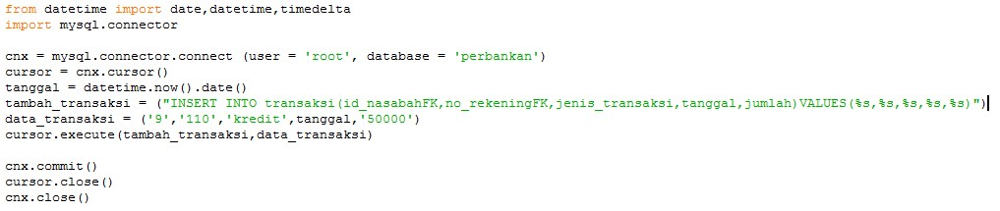 from datetime import date,datetime,timedelta
import mysql.connector
cnx = mysql.connector.connect (user = 'root', database = 'perbankan')
cursor = cnx.cursor()
tanggal = datetime.now().date()
tambah_transaksi = ("INSERT INTO transaksi(id_nasabahFK,no_rekeningFK,jenis_transaksi,tanggal,jumlah)VALUES(%s,%s,%s,%s,%s)")
data_transaksi = ('9','110','kredit',tanggal,'50000')
cursor.execute(tambah_transaksi,data_transaksi)
cnx.commit()
cursor.close()
cnx.close()